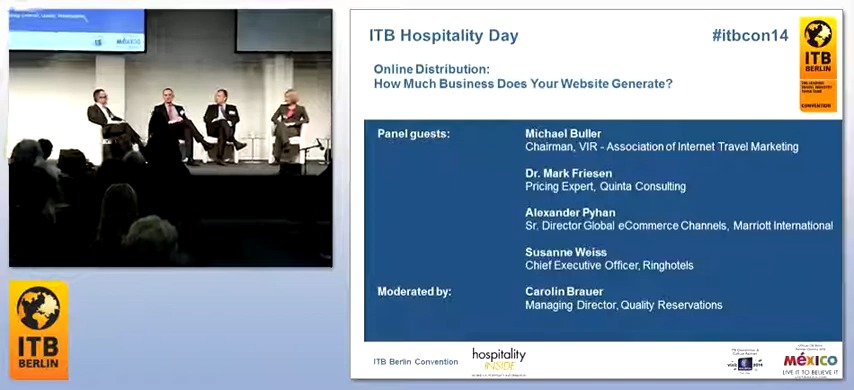 ITB Hospitality Day
#itbcon14
ITB
BERLIN
CONVENTION
Online Distribution:
How Much Business Does Your Website Generate?
Panel guests:
Michael Buller
Chairman, VIR - Association of Internet Travel Marketing
Dr. Mark Friesen
Pricing Expert, Quinta Consulting
Alexander Pyhan
Sr. Director Global eCommerce Channels, Marriott International
Susanne Weiss
Chief Executive Officer, Ringhotels
Moderated by:
Carolin Brauer
Managing Director, Quality Reservations
ITB
BERLIN
ITB Berlin Convention
hospitality
INSIDE
MÉXICO
LIVE IT TO BELIEVE IT